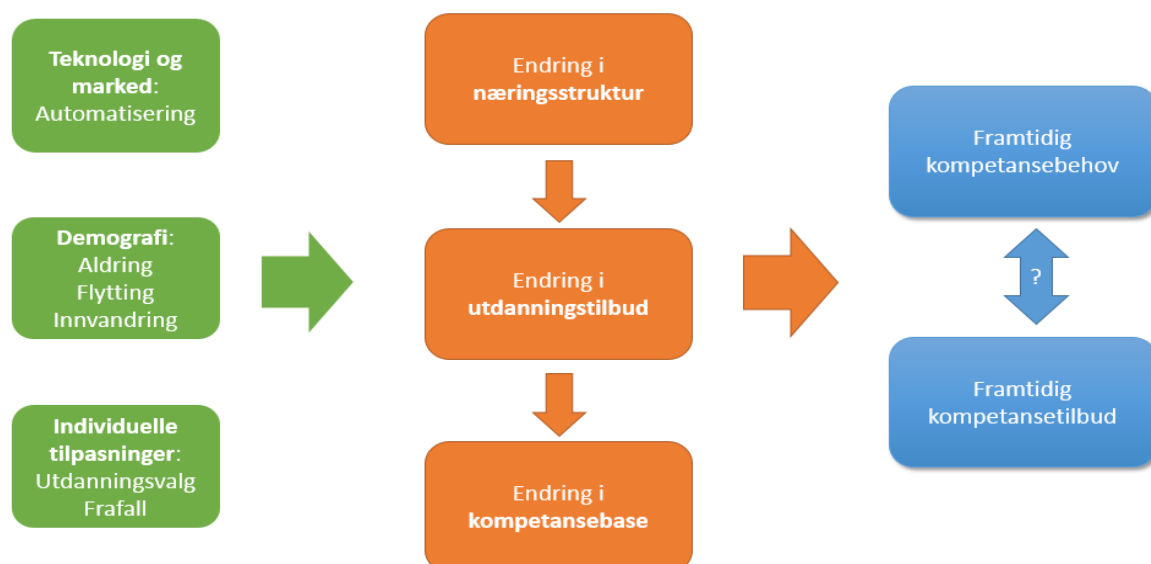 Teknologi og
marked:
Automatisering
Demografi:
Aldring
Flytting
Innvandring
Individuelle
tilpasninger:
Utdanningsvalg
Frafall
Endring i
næringsstruktur
Endring i
utdanningstilbud
Endring i
kompetansebase
Framtidig
kompetansebehov
?
Framtidig
kompetansetilbud